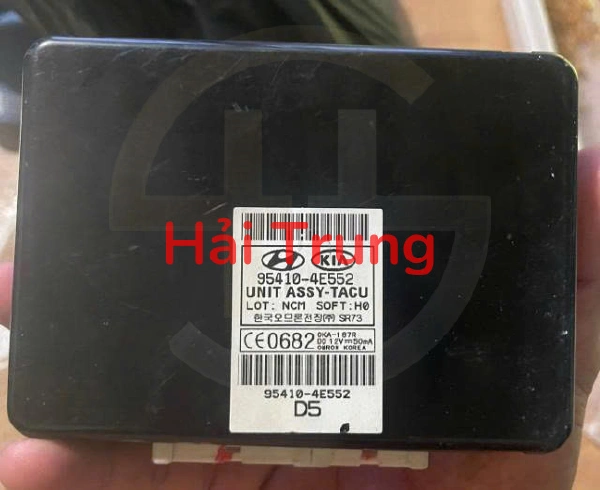 Hải Trung
KIA
95410-4E552
UNIT ASSY-TACU
LOT: NCM SOFT:H0
한국오므론전장(주) SR73
CE0682
OKA-167R
DC 12V 50mA
OMRON KOREA
95410-4E552
D5